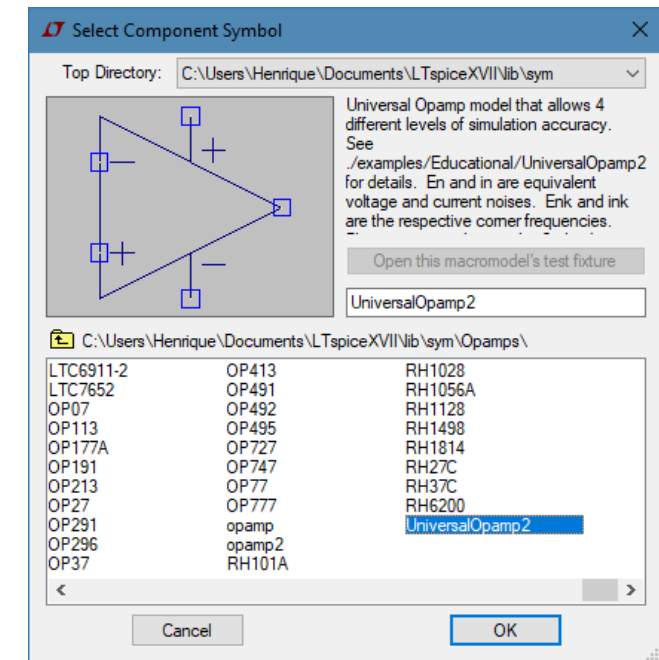 Select Component Symbol
Top Directory: C:\Users\Henrique\Documents\LTspiceXVII\lib\sym
Universal Opamp model that allows 4
different levels of simulation accuracy.
See
./examples/Educational/UniversalOpamp2
for details. En and in are equivalent
voltage and current noises. Enk and ink
are the respective corner frequencies.
Open this macromodel's test fixture
UniversalOpamp2
C:\Users\Henrique\Documents\LTspiceXVII\lib\sym\Opamps\
LTC6911-2 OP413 RH1028
LTC7652 OP491 RH1056A
OP07 OP492 RH1128
OP113 OP495 RH1498
OP177A OP727 RH1814
OP191 OP747 RH27C
OP213 OP77 RH37C
OP27 OP777 RH6200
OP291 opamp UniversalOpamp2
OP296 opamp2
OP37 RH101A
Cancel OK